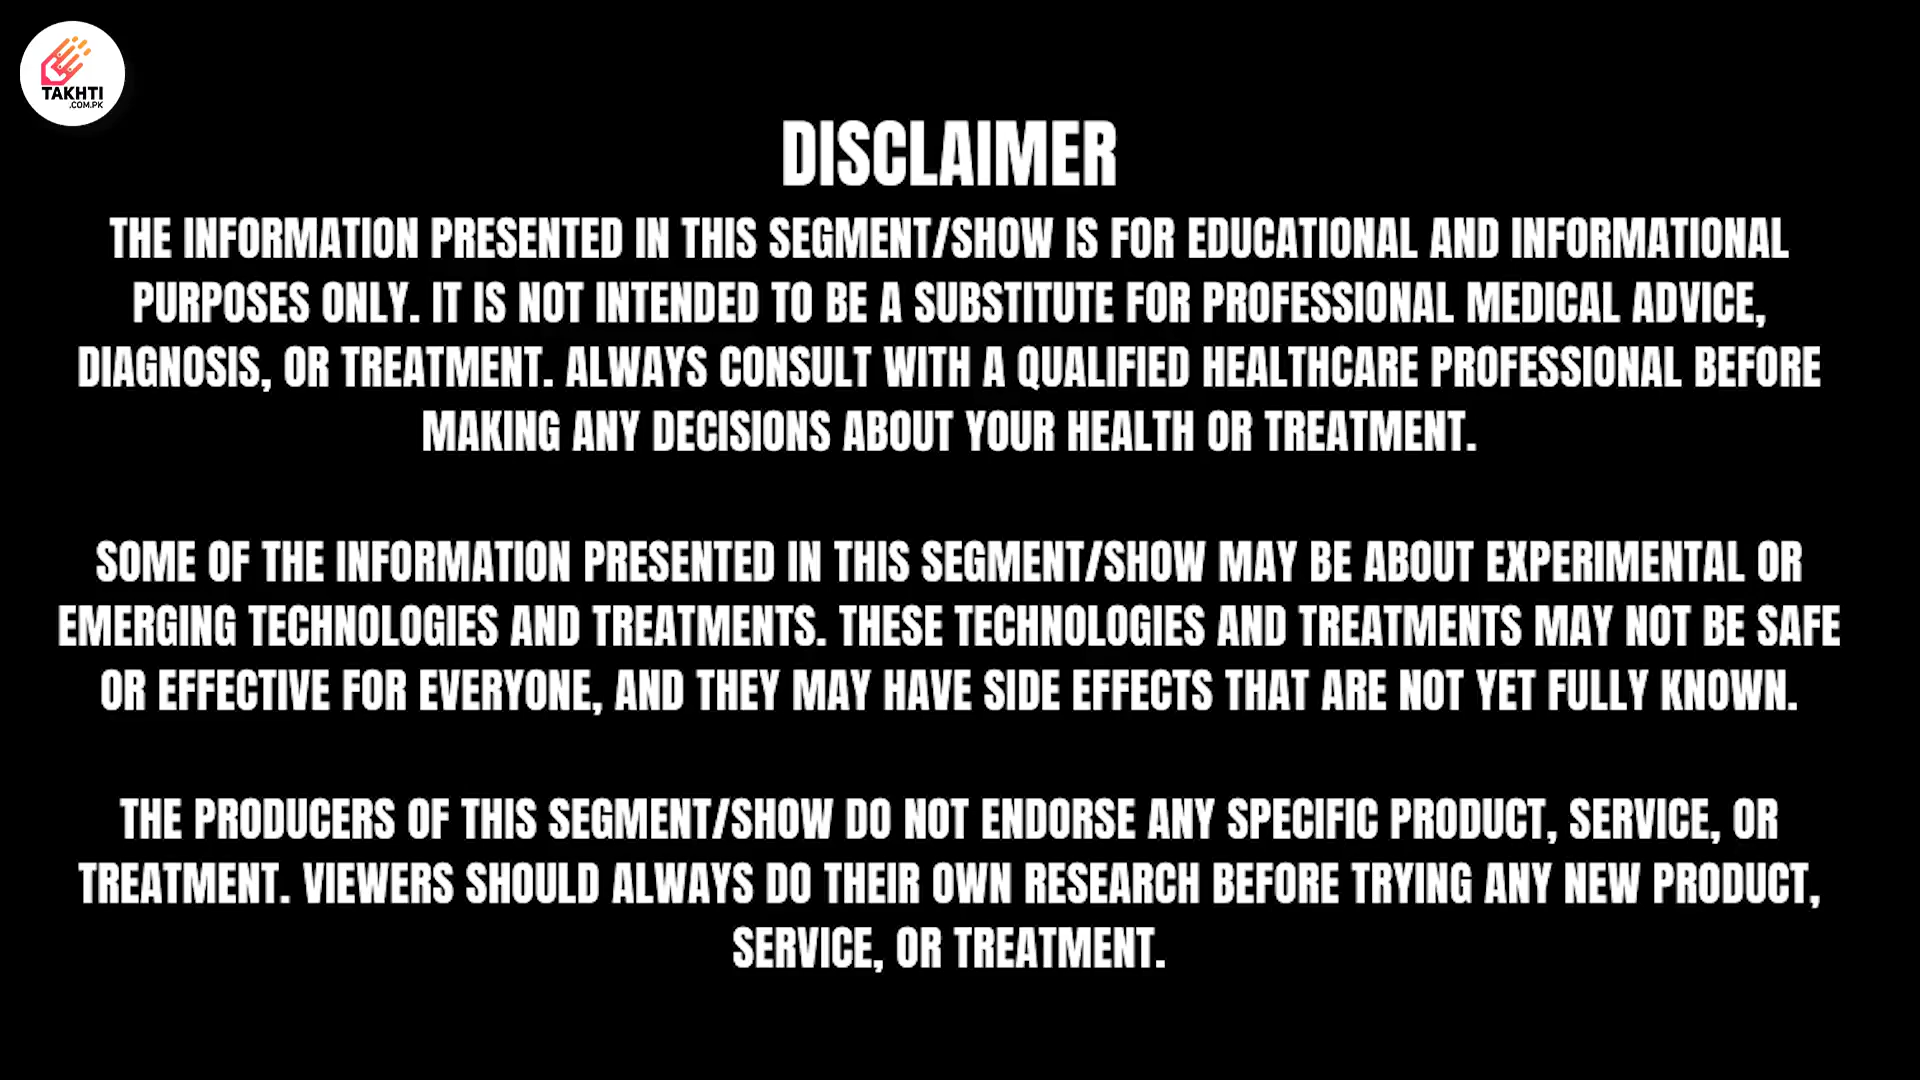 TAKHTI
.COM.PK
DISCLAIMER
THE INFORMATION PRESENTED IN THIS SEGMENT/SHOW IS FOR EDUCATIONAL AND INFORMATIONAL
PURPOSES ONLY. IT IS NOT INTENDED TO BE A SUBSTITUTE FOR PROFESSIONAL MEDICAL ADVICE,
DIAGNOSIS, OR TREATMENT. ALWAYS CONSULT WITH A QUALIFIED HEALTHCARE PROFESSIONAL BEFORE
MAKING ANY DECISIONS ABOUT YOUR HEALTH OR TREATMENT.
SOME OF THE INFORMATION PRESENTED IN THIS SEGMENT/SHOW MAY BE ABOUT EXPERIMENTAL OR
EMERGING TECHNOLOGIES AND TREATMENTS. THESE TECHNOLOGIES AND TREATMENTS MAY NOT BE SAFE
OR EFFECTIVE FOR EVERYONE, AND THEY MAY HAVE SIDE EFFECTS THAT ARE NOT YET FULLY KNOWN.
THE PRODUCERS OF THIS SEGMENT/SHOW DO NOT ENDORSE ANY SPECIFIC PRODUCT, SERVICE, OR
TREATMENT. VIEWERS SHOULD ALWAYS DO THEIR OWN RESEARCH BEFORE TRYING ANY NEW PRODUCT,
SERVICE, OR TREATMENT.